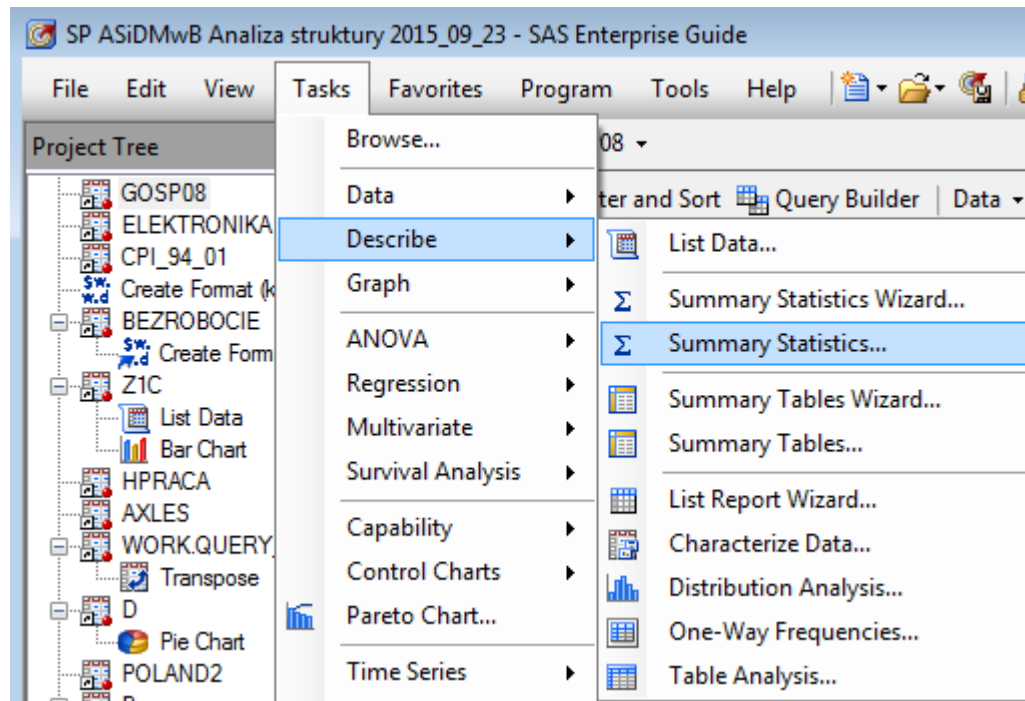 SP ASiDMwB Analiza struktury 2015_09_23 - SAS Enterprise Guide
File Edit View Tasks Favorites Program Tools Help
Project Tree
GOSP08
ELEKTRONIKA
CPI_94_01
Create Format (k
BEZROBOCIE
Create Form
Z1C
List Data
Bar Chart
HPRACA
AXLES
WORK.QUERY_
Transpose
D
Pie Chart
POLAND2
Browse...
Data
Describe
Graph
ANOVA
Regression
Multivariate
Survival Analysis
Capability
Control Charts
Pareto Chart...
Time Series
08
ter and Sort Query Builder Data
List Data...
Summary Statistics Wizard...
Summary Statistics...
Summary Tables Wizard...
Summary Tables...
List Report Wizard...
Characterize Data...
Distribution Analysis...
One-Way Frequencies...
Table Analysis...